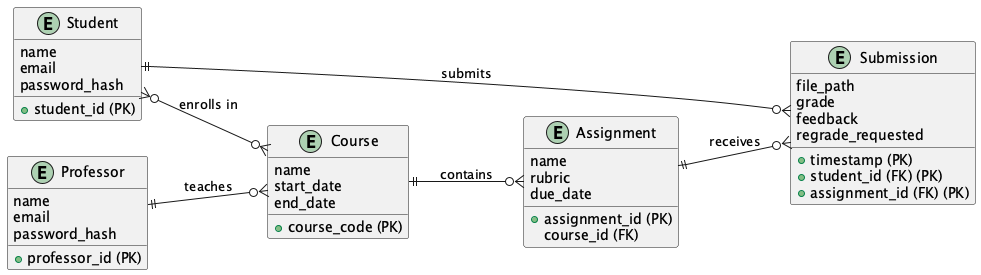 E Student
name
email
password_hash
student_id (PK)
submits
enrolls in
E Professor
name
email
password_hash
professor_id (PK)
teaches
E Course
name
start_date
end_date
course_code (PK)
contains
E Assignment
name
rubric
due_date
assignment_id (PK)
course_id (FK)
receives
E Submission
file_path
grade
feedback
regrade_requested
timestamp (PK)
student_id (FK) (PK)
assignment_id (FK) (PK)